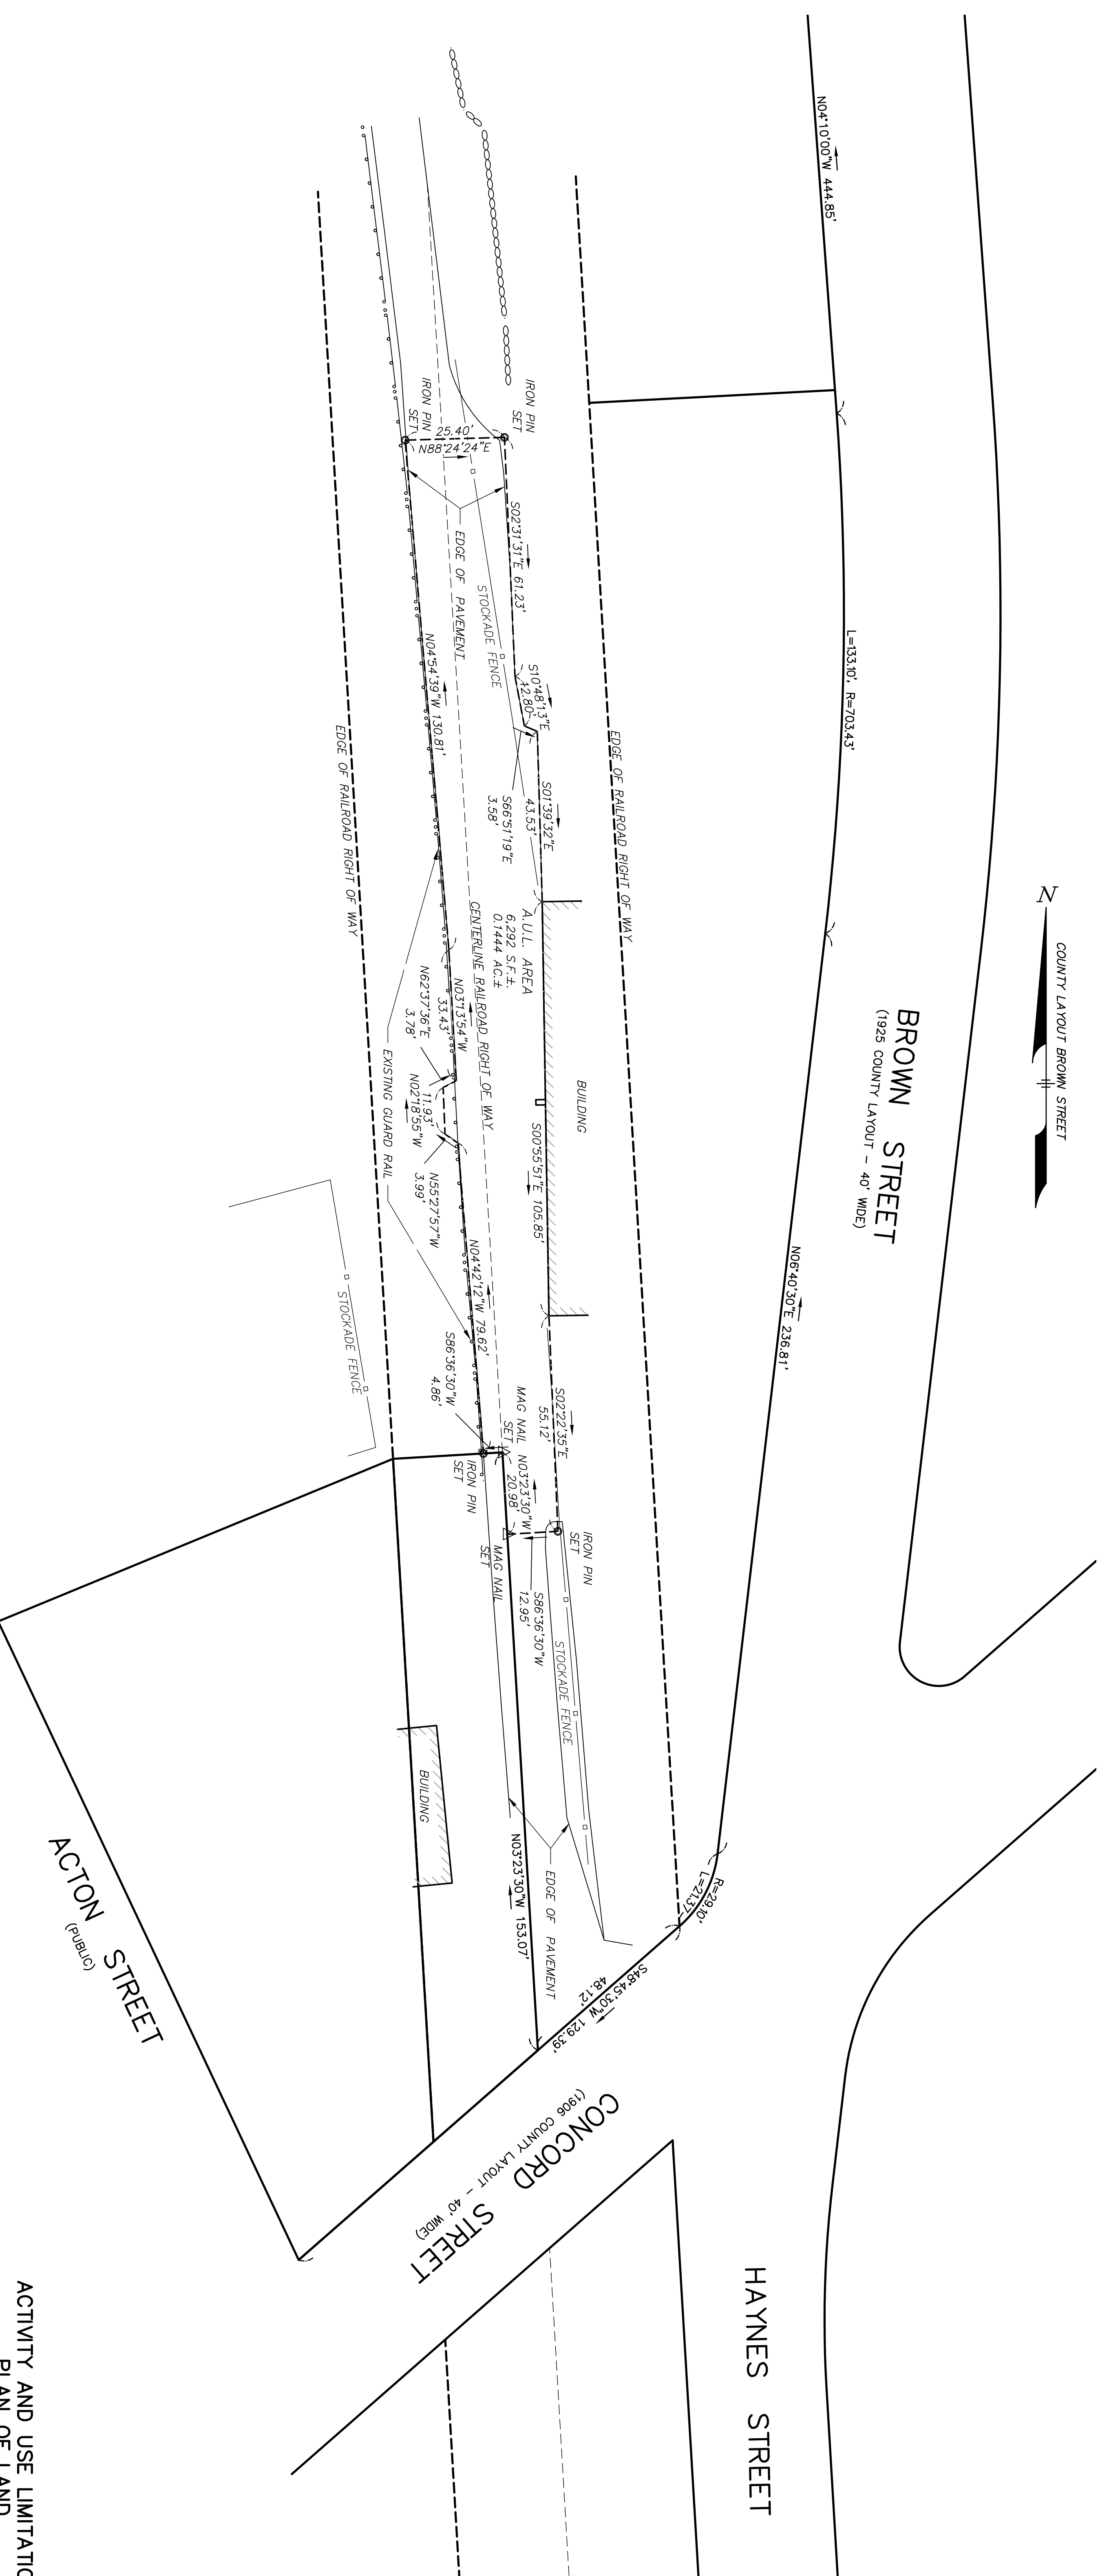 N
COUNTY LAYOUT BROWN STREET
N04°10'00"W 444.85'
L=133.10', R=703.43'
BROWN STREET
(1925 COUNTY LAYOUT – 40' WIDE)
N06°40'30"E 236.81'
R=29.10'
L=21.37'
S48°45'30"W 129.39'
48.12'
CONCORD STREET
(1906 COUNTY LAYOUT – 40' WIDE)
HAYNES STREET
ACTON STREET
(PUBLIC)
EDGE OF RAILROAD RIGHT OF WAY
IRON PIN
SET
IRON PIN
SET
25.40'
N88°24'24"E
S02°31'31"E 61.23'
EDGE OF PAVEMENT
STOCKADE FENCE
S10°48'13"E
12.80'
S01°39'32"E
43.53'
S66°51'19"E
3.58'
N04°54'39"W 130.81'
EDGE OF RAILROAD RIGHT OF WAY
A.U.L. AREA
6,292 S.F.±.
0.1444 AC.±
CENTERLINE RAILROAD RIGHT OF WAY
N03°13'54"W
33.43'
N62°37'36"E
3.78'
11.93'
N02°18'55"W
N55°27'57"W
3.99'
EXISTING GUARD RAIL
BUILDING
S00°55'51"E 105.85'
N04°42'12"W 79.62'
S86°36'30"W
4.86'
STOCKADE FENCE
S02°22'35"E
55.12'
MAG NAIL
SET
N03°23'30"W
20.98'
IRON PIN
SET
IRON PIN
SET
MAG NAIL
SET
S86°36'30"W
12.95'
STOCKADE FENCE
BUILDING
N03°23'30"W 153.07'
EDGE OF PAVEMENT
ACTIVITY AND USE LIMITATIO
PLAN OF LAND